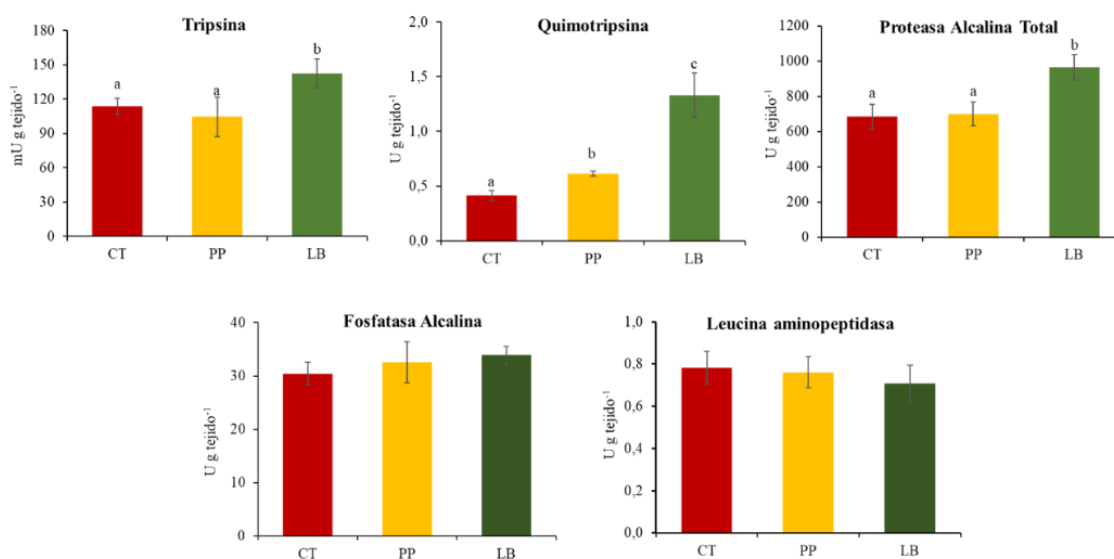 Tripsina
180
150
120
90
60
30
0
mU g tejido-1
a
a
b
CT PP LB
Quimotripsina
2,0
1,5
1,0
0,5
0,0
U g tejido-1
a
b
c
CT PP LB
Proteasa Alcalina Total
1200
1000
800
600
400
200
0
U g tejido-1
a
a
b
CT PP LB
Fosfatasa Alcalina
40
30
20
10
0
U g tejido-1
CT PP LB
Leucina aminopeptidasa
1,0
0,8
0,6
0,4
0,2
0,0
U g tejido-1
CT PP LB